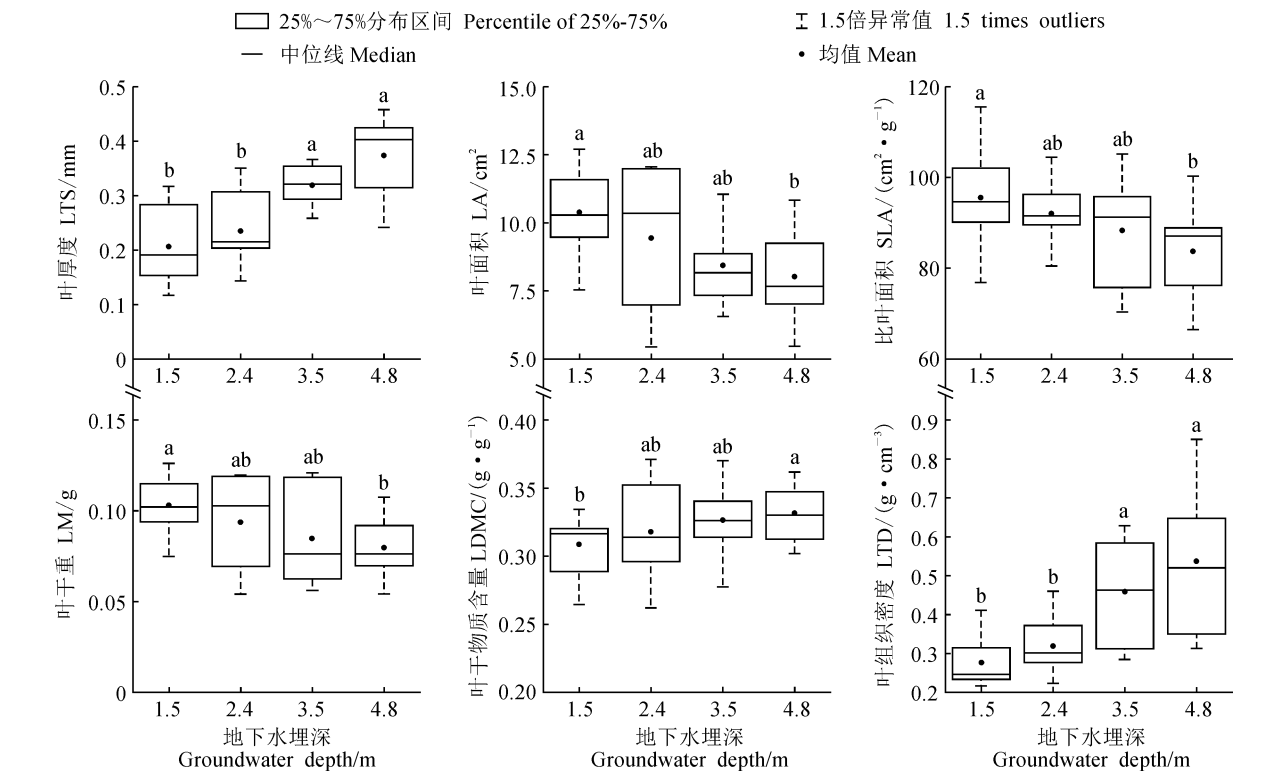 25%～75%分布区间 Percentile of 25%-75%
1.5倍异常值 1.5 times outliers
中位线 Median
均值 Mean
叶厚度 LTS/mm
0.5
0.4
0.3
0.2
0.1
0
b
b
a
a
1.5 2.4 3.5 4.8
叶面积 LA/cm²
15.0
12.5
10.0
7.5
5.0
a
ab
ab
b
1.5 2.4 3.5 4.8
比叶面积 SLA/(cm²•g⁻¹)
120
100
80
60
a
ab
ab
b
1.5 2.4 3.5 4.8
叶干重 LM/g
0.15
0.10
0.05
0
a
ab
ab
b
1.5 2.4 3.5 4.8
地下水埋深
Groundwater depth/m
叶干物质含量 LDMC/(g•g⁻¹)
0.40
0.35
0.30
0.25
0.20
b
ab
ab
a
1.5 2.4 3.5 4.8
叶组织密度 LTD/(g•cm⁻³)
0.9
0.8
0.7
0.6
0.5
0.4
0.3
0.2
b
b
a
a
1.5 2.4 3.5 4.8
地下水埋深
Groundwater depth/m